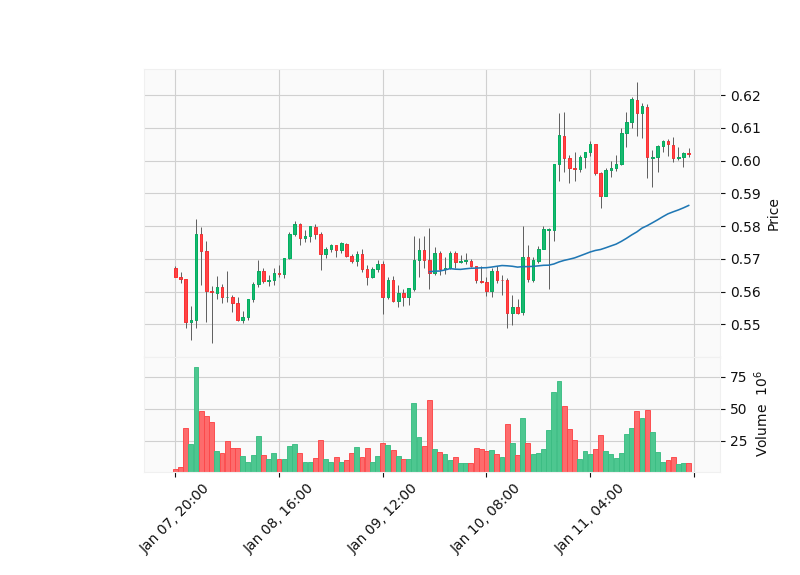 0.62
0.61
0.60
0.59
0.58
0.57
0.56
0.55
Price
75
50
25
Volume 10⁶
Jan 07, 20:00
Jan 08, 16:00
Jan 09, 12:00
Jan 10, 08:00
Jan 11, 04:00